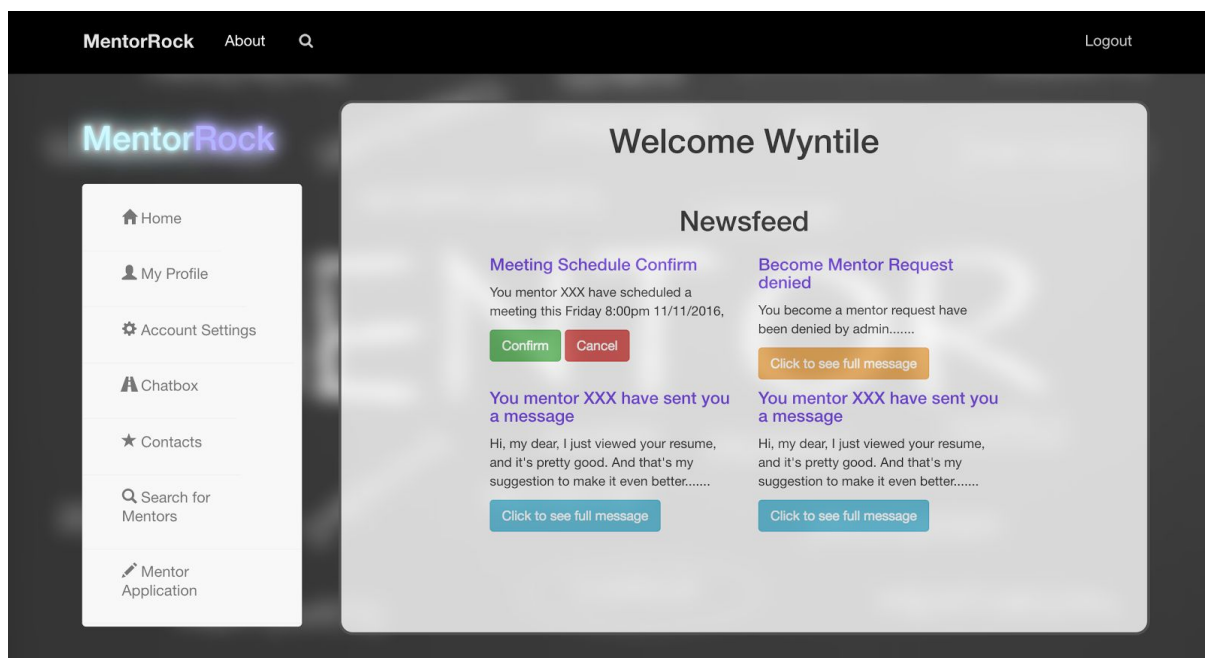 MentorRock About Logout
MentorRock
Home
My Profile
Account Settings
Chatbox
Contacts
Search for
Mentors
Mentor
Application
Welcome Wyntile
Newsfeed
Meeting Schedule Confirm
You mentor XXX have scheduled a
meeting this Friday 8:00pm 11/11/2016,
Confirm Cancel
Become Mentor Request
denied
You become a mentor request have
been denied by admin.......
Click to see full message
You mentor XXX have sent you
a message
Hi, my dear, I just viewed your resume,
and it's pretty good. And that's my
suggestion to make it even better.......
Click to see full message
You mentor XXX have sent you
a message
Hi, my dear, I just viewed your resume,
and it's pretty good. And that's my
suggestion to make it even better.......
Click to see full message